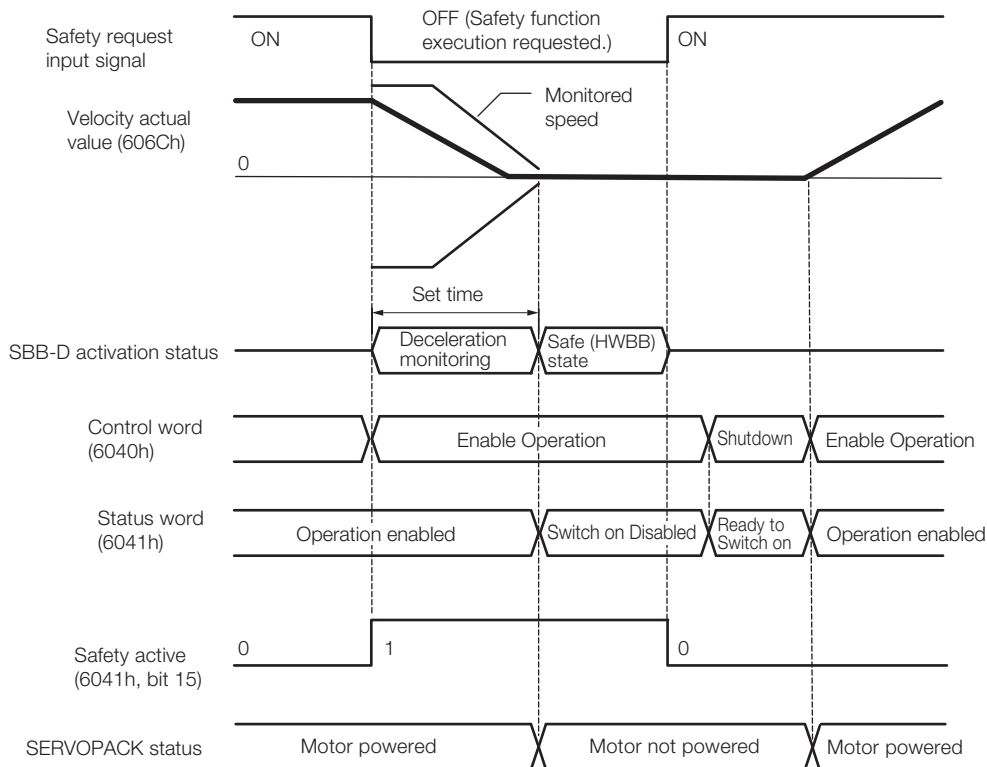 Safety request
input signal
ON
OFF (Safety function
execution requested.)
ON
Velocity actual
value (606Ch)
Monitored
speed
0
Set time
SBB-D activation status
Deceleration
monitoring
Safe (HWBB)
state
Control word
(6040h)
Enable Operation
Shutdown
Enable Operation
Status word
(6041h)
Operation enabled
Switch on Disabled
Ready to
Switch on
Operation enabled
Safety active
(6041h, bit 15)
0
1
0
SERVOPACK status
Motor powered
Motor not powered
Motor powered